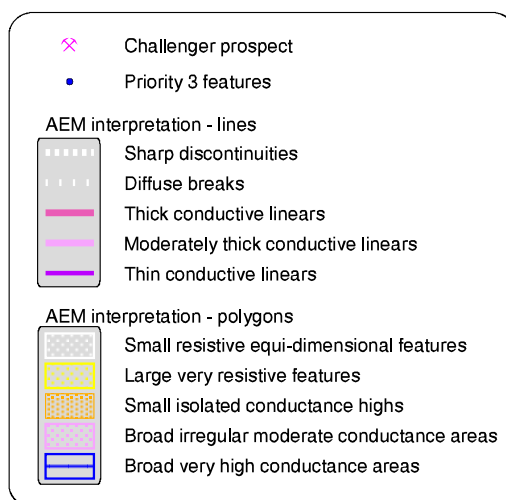 Challenger prospect
Priority 3 features
AEM interpretation - lines
Sharp discontinuities
Diffuse breaks
Thick conductive linears
Moderately thick conductive linears
Thin conductive linears
AEM interpretation - polygons
Small resistive equi-dimensional features
Large very resistive features
Small isolated conductance highs
Broad irregular moderate conductance areas
Broad very high conductance areas